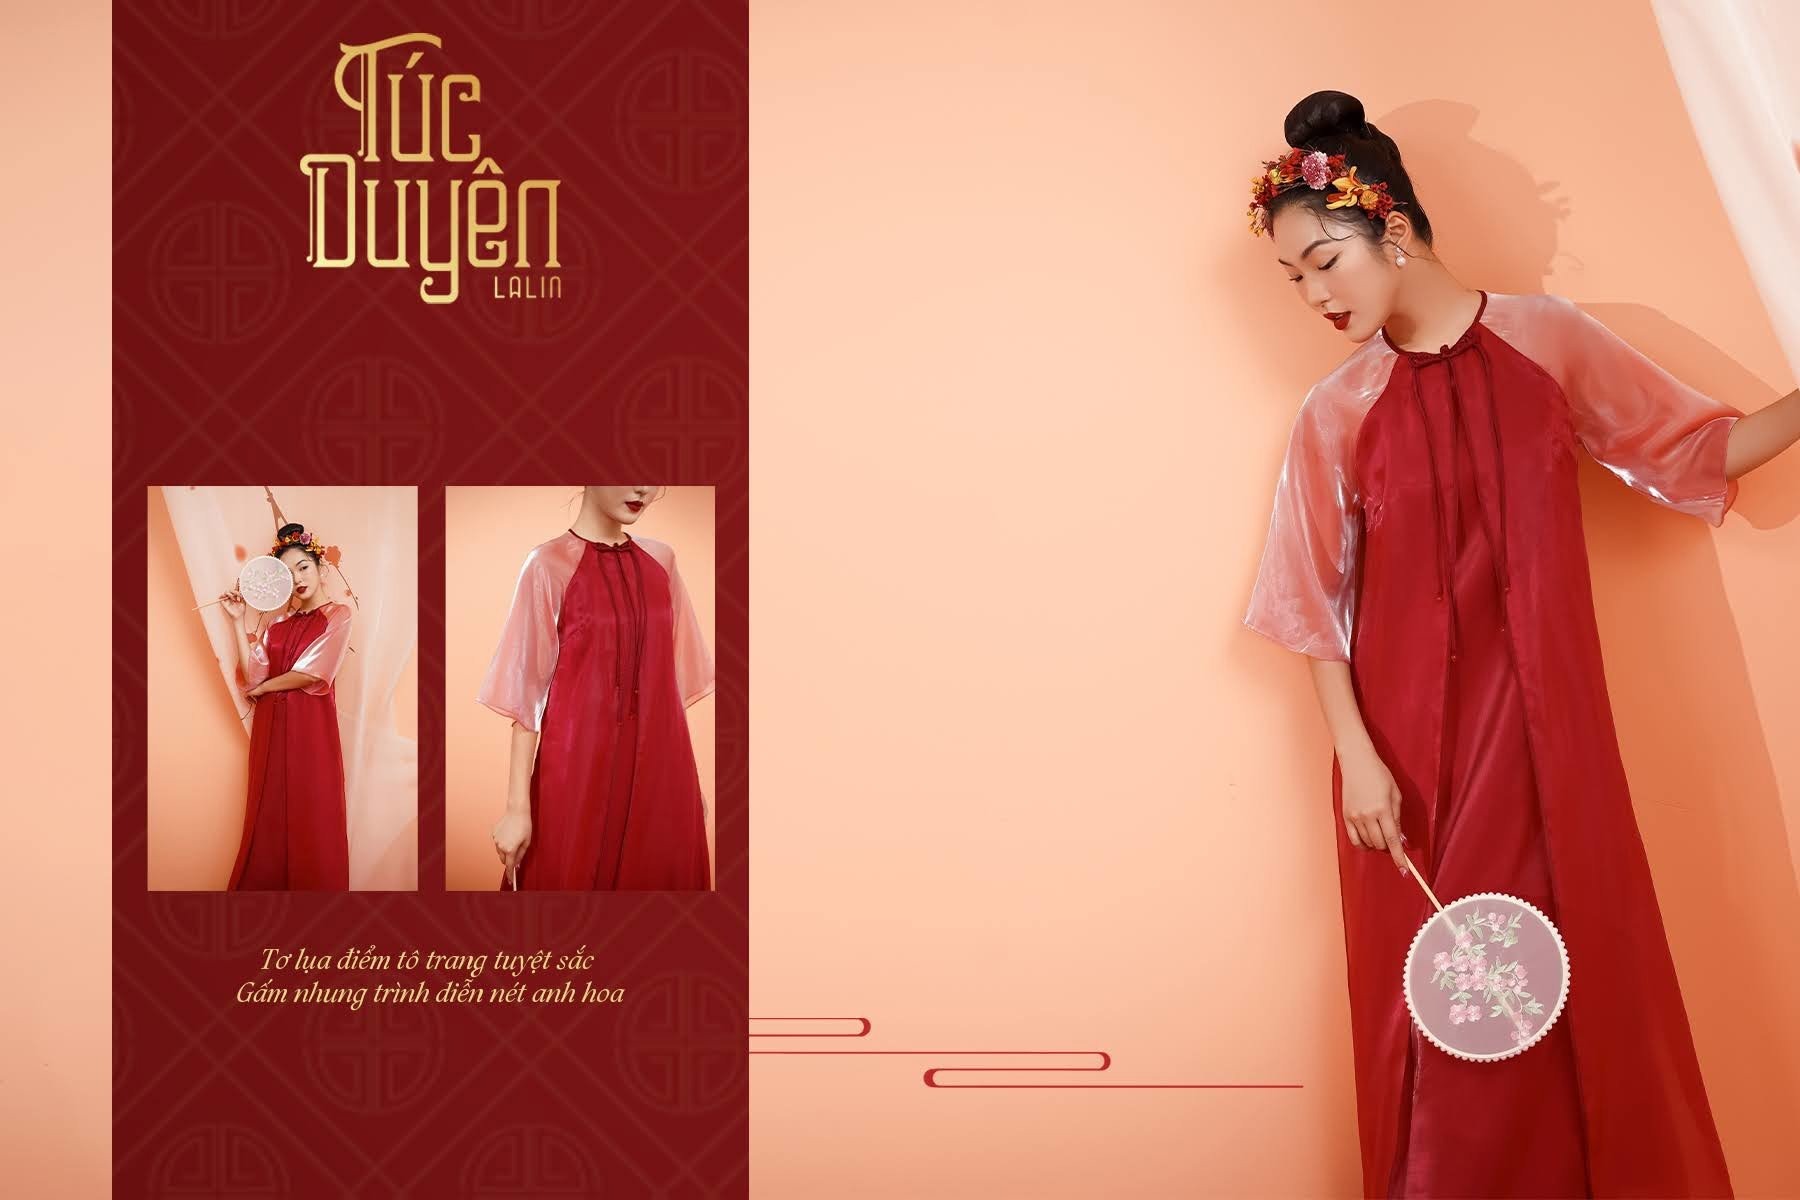 Túc
Duyên
LALIN
Tơ lụa điểm tô trang tuyệt sắc
Gấm nhung trình diễn nét anh hoa